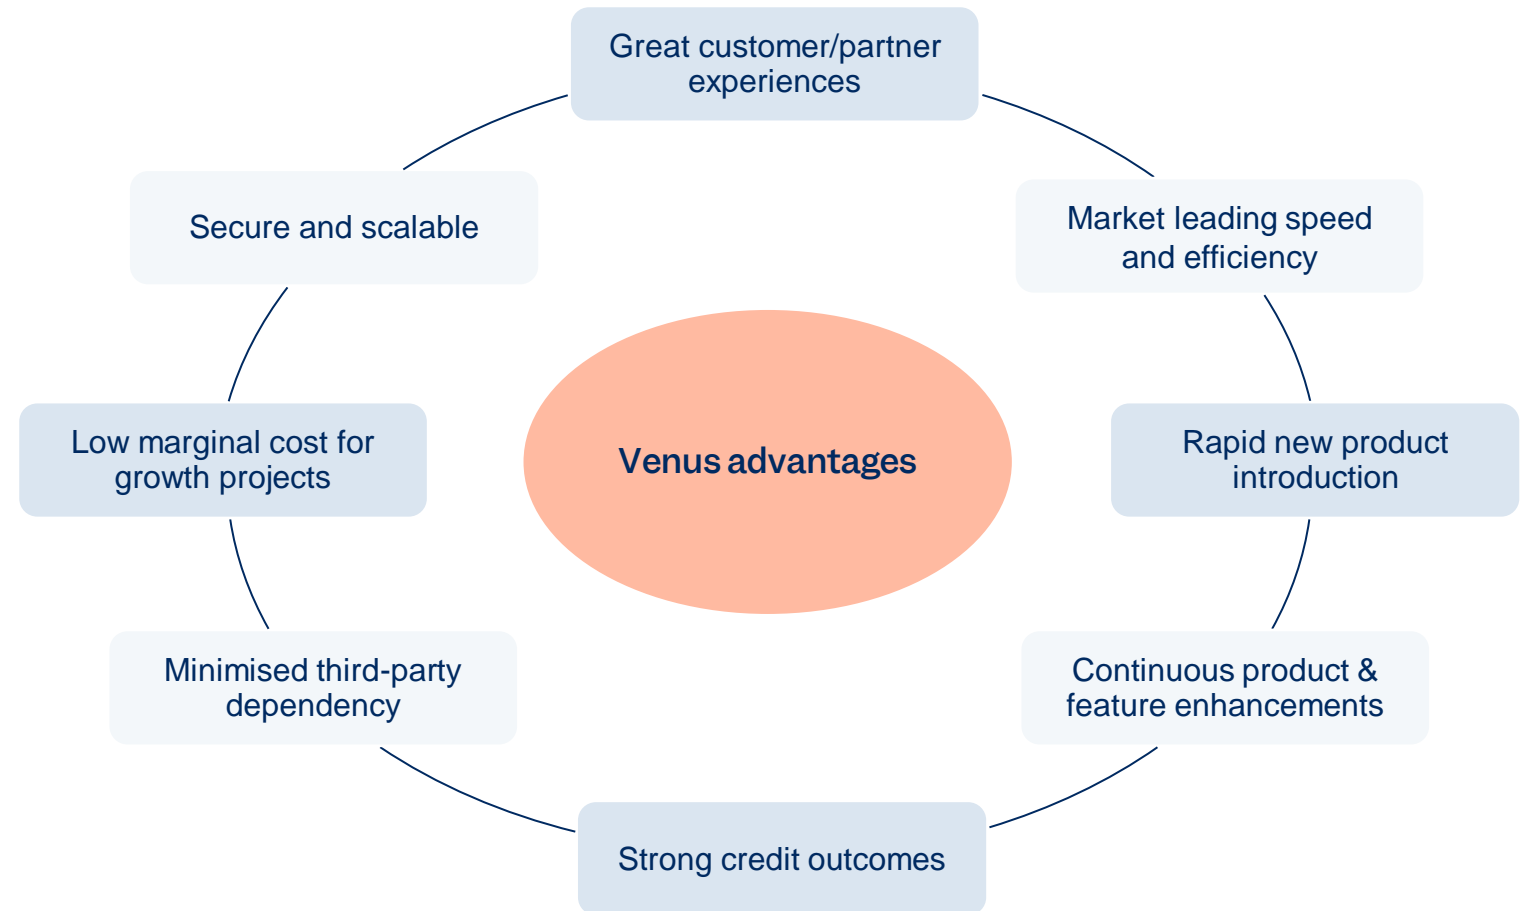 Great customer/partner
experiences
Secure and scalable
Market leading speed
and efficiency
Low marginal cost for
growth projects
Venus advantages
Rapid new product
introduction
Minimised third-party
dependency
Continuous product &
feature enhancements
Strong credit outcomes